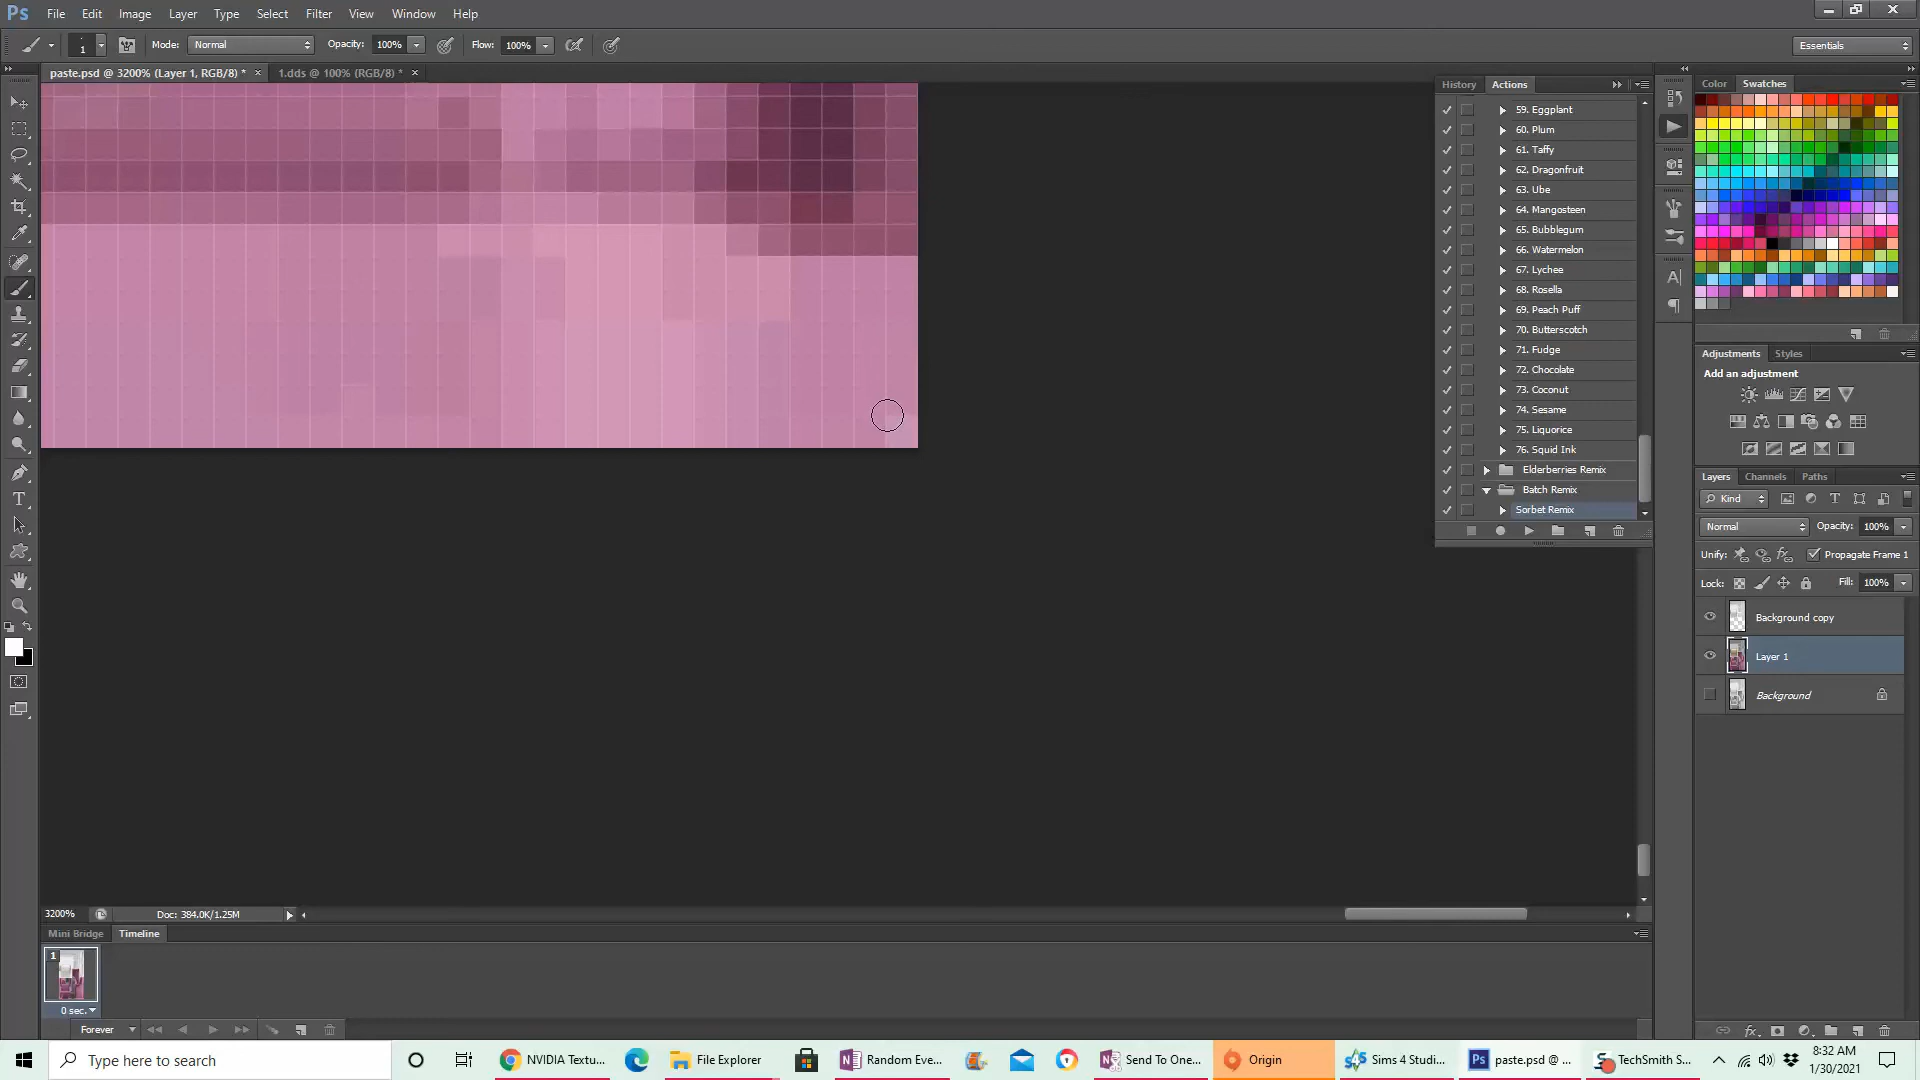 Ps File Edit Image Layer Type Select Filter 3D View Window Help
1 Mode: Normal Opacity: 100% Flow: 100% Essentials
paste.psd @ 3200% (Layer 1, RGB/8) * × 1.dds @ 100% (RGB/8) * ×
History Actions
59. Eggplant
60. Plum
61. Taffy
62. Dragonfruit
63. Ube
64. Mangosteen
65. Bubblegum
66. Watermelon
67. Lychee
68. Rosella
69. Peach Puff
70. Butterscotch
71. Fudge
72. Chocolate
73. Coconut
74. Sesame
75. Liquorice
76. Squid Ink
Elderberries Remix
Batch Remix
Sorbet Remix
Color Swatches
Adjustments Styles
Add an adjustment
Layers Channels Paths
Kind
Normal Opacity: 100%
Unify: Propagate Frame 1
Lock: Fill: 100%
Background copy
Layer 1
Background
3200% Doc: 384.0K/1.25M
Mini Bridge Timeline
1
0 sec.
Forever
Type here to search
NVIDIA Textu...
File Explorer
Random Eve...
Send To One...
Origin
Sims 4 Studi...
paste.psd @ ...
TechSmith S...
8:32 AM
1/30/2021